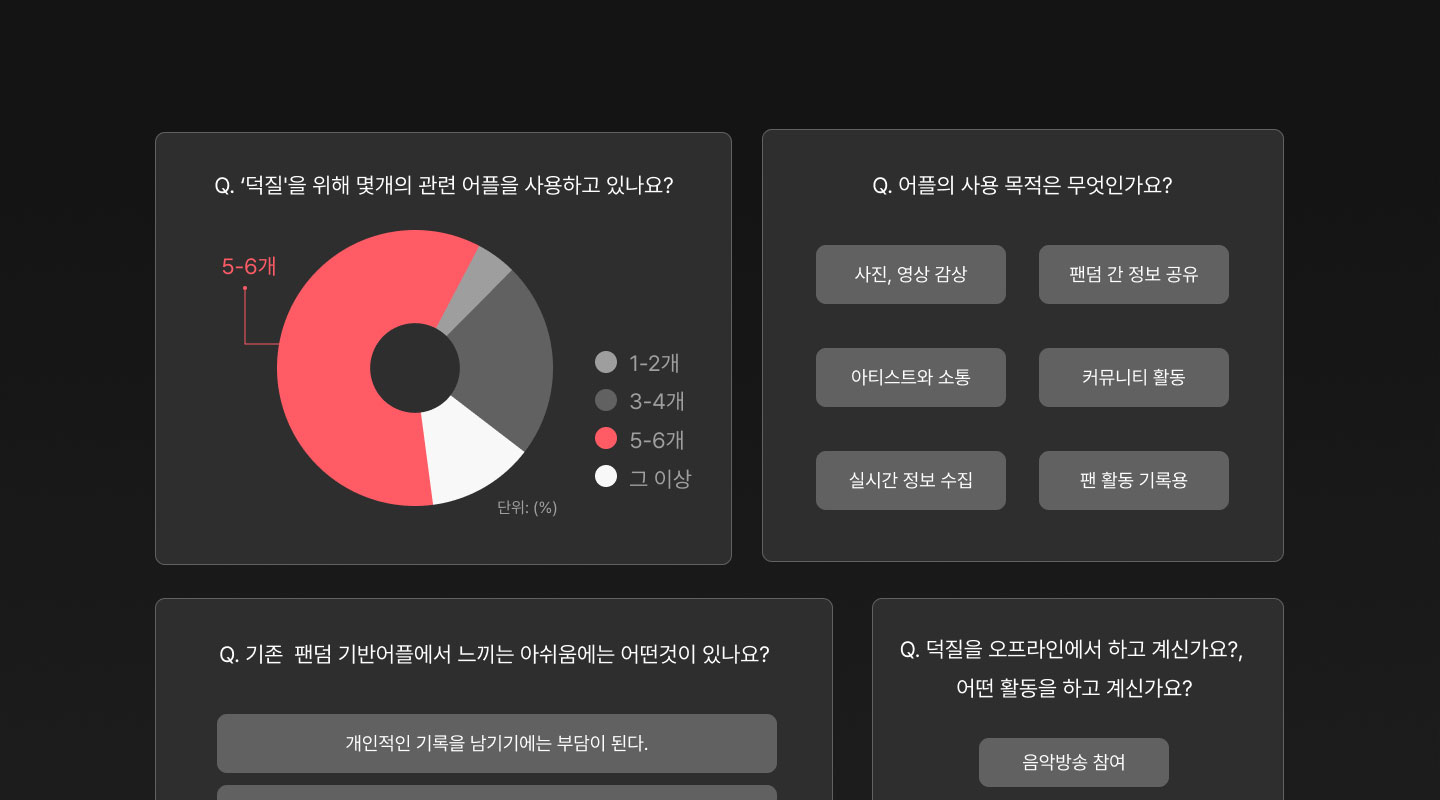 Q. ‘덕질'을 위해 몇개의 관련 어플을 사용하고 있나요?
5-6개
1-2개
3-4개
5-6개
그 이상
단위: (%)
Q. 어플의 사용 목적은 무엇인가요?
사진, 영상 감상
팬덤 간 정보 공유
아티스트와 소통
커뮤니티 활동
실시간 정보 수집
팬 활동 기록용
Q. 기존  팬덤 기반어플에서 느끼는 아쉬움에는 어떤것이 있나요?
개인적인 기록을 남기기에는 부담이 된다.
Q. 덕질을 오프라인에서 하고 계신가요?,
어떤 활동을 하고 계신가요?
음악방송 참여